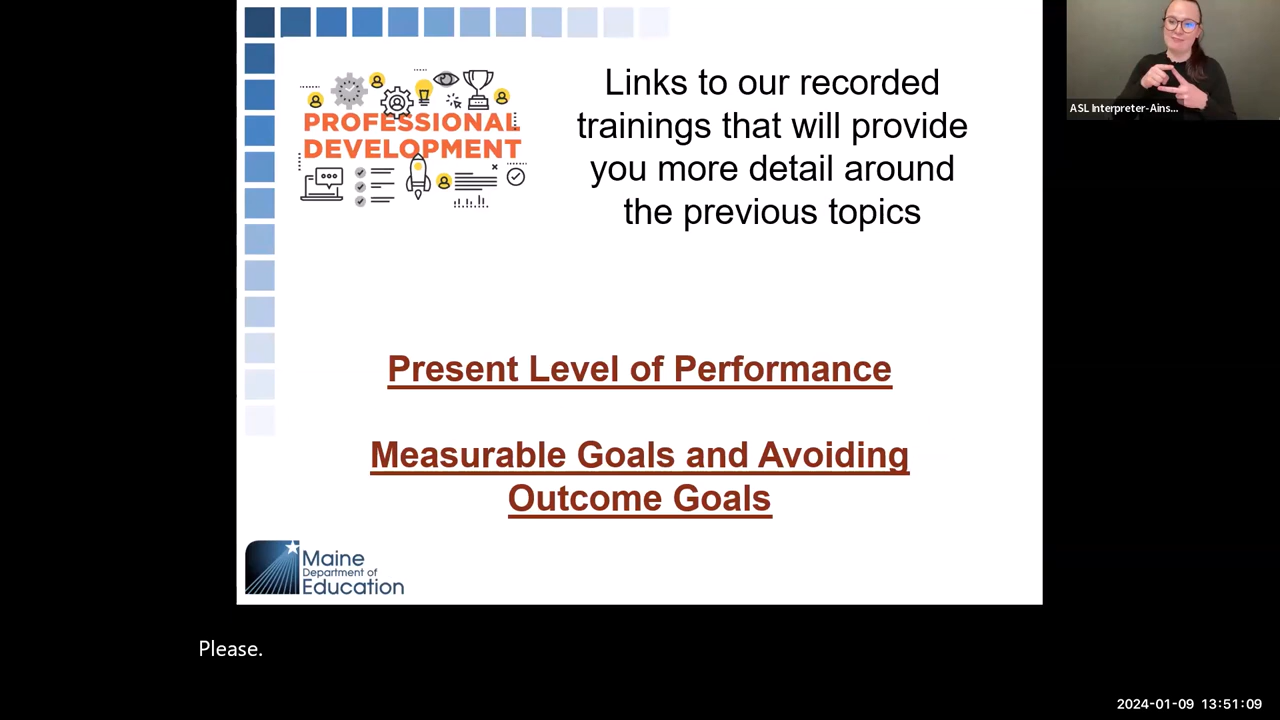 PROFESSIONAL
DEVELOPMENT
Links to our recorded
trainings that will provide
you more detail around
the previous topics
ASL Interpreter-Ains...
Present Level of Performance
Measurable Goals and Avoiding
Outcome Goals
Maine
Department of
Education
Please.
2024-01-09 13:51:09